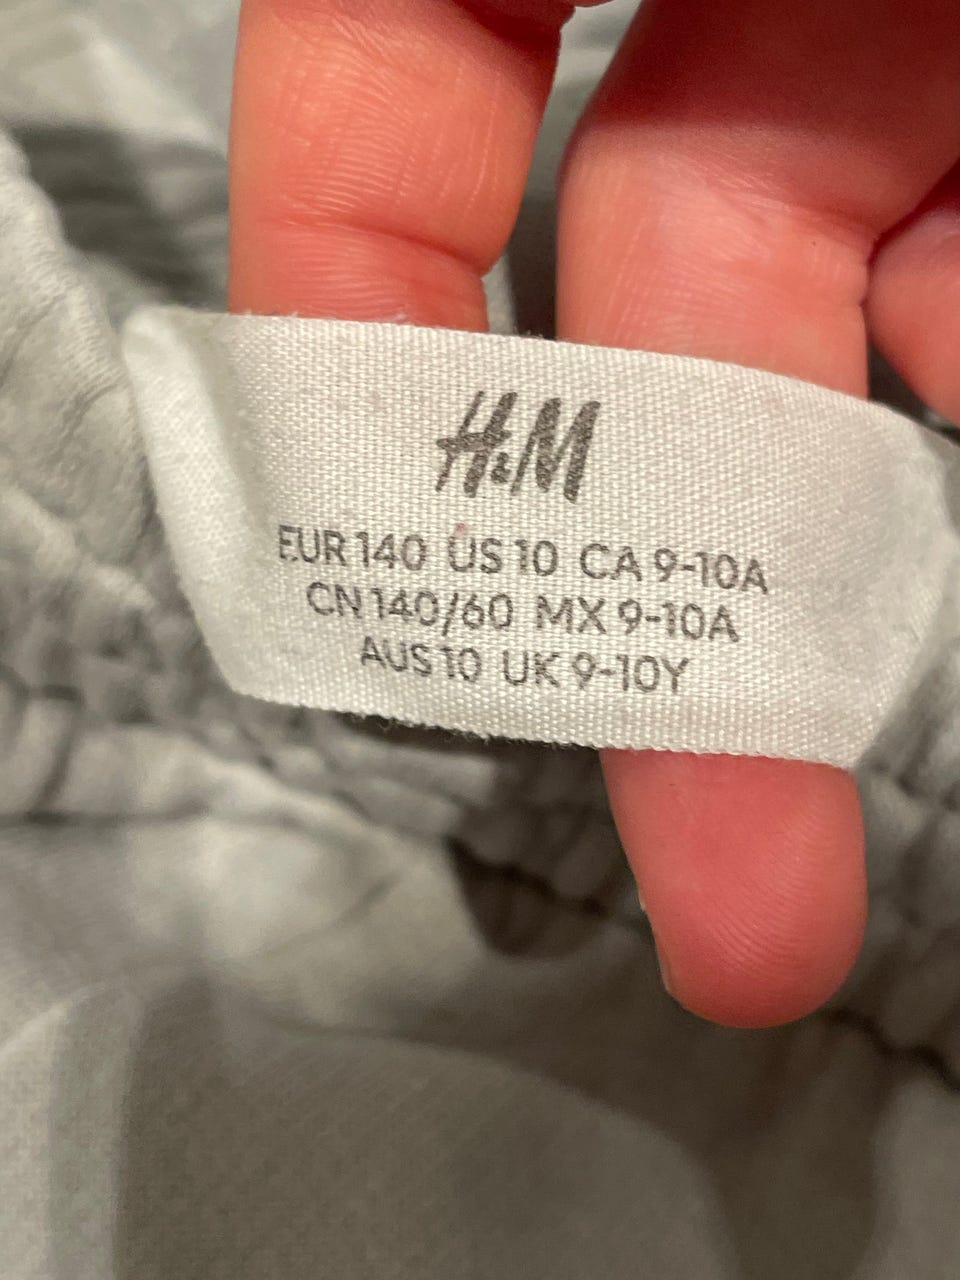 H&M
EUR 140 US 10 CA 9-10A
CN 140/60 MX 9-10A
AUS 10 UK 9-10Y